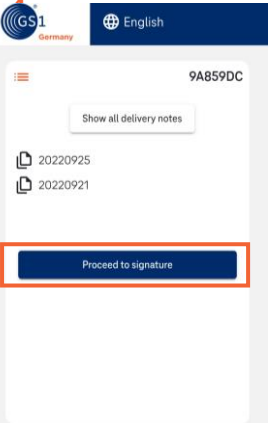 GS1
Germany
English
9A859DC
Show all delivery notes
20220925
20220921
Proceed to signature